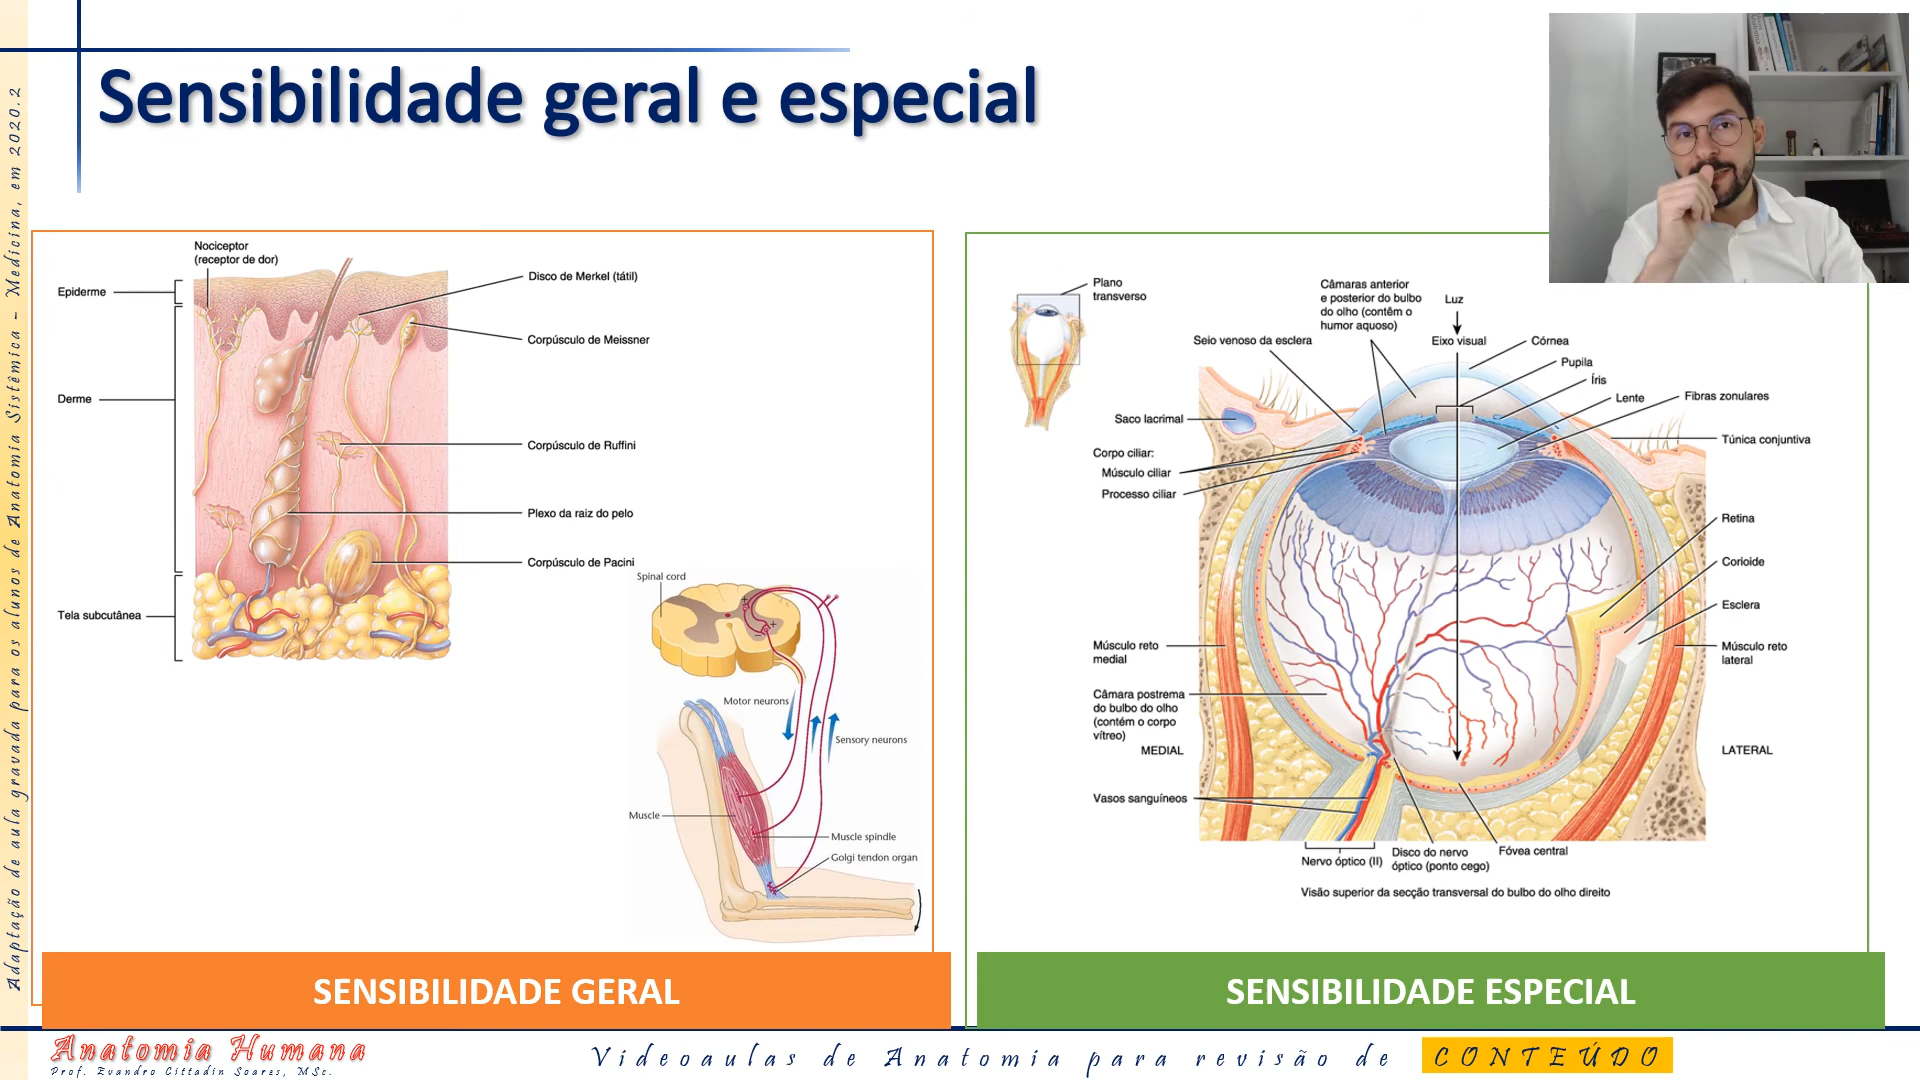 Sensibilidade geral e especial
Adaptação de aula gravada para os alunos de Anatomia Sistêmica - Medicina, em 2020.2
Nociceptor
(receptor de dor)
Epiderme
Derme
Tela subcutânea
Disco de Merkel (tátil)
Corpúsculo de Meissner
Corpúsculo de Ruffini
Plexo da raiz do pelo
Corpúsculo de Pacini
Spinal cord
+
+
−
Motor neurons
Sensory neurons
Muscle
Muscle spindle
Golgi tendon organ
SENSIBILIDADE GERAL
Plano
transverso
Câmaras anterior
e posterior do bulbo
do olho (contêm o
humor aquoso)
Luz
Eixo visual
Seio venoso da esclera
Córnea
Pupila
Íris
Lente
Fibras zonulares
Saco lacrimal
Túnica conjuntiva
Corpo ciliar:
Músculo ciliar
Processo ciliar
Retina
Corioide
Esclera
Músculo reto
medial
Músculo reto
lateral
Câmara postrema
do bulbo do olho
(contém o corpo
vítreo)
MEDIAL
LATERAL
Vasos sanguíneos
Nervo óptico (II)
Disco do nervo
óptico (ponto cego)
Fóvea central
Visão superior da secção transversal do bulbo do olho direito
SENSIBILIDADE ESPECIAL
Anatomia Humana
Prof. Evandro Cittadin Soares, MSc.
Videoaulas de Anatomia para revisão de CONTEÚDO